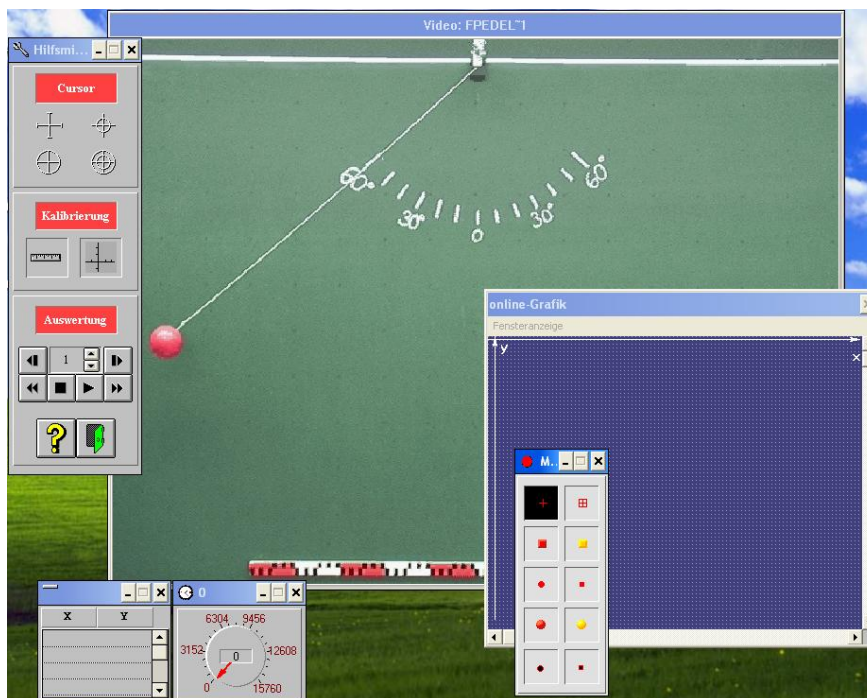 Video: FPEDEL~1
Hilfsmi...
Cursor
Kalibrierung
1
Auswertung
60°
30°
0
30°
60°
online-Grafik
Fensteranzeige
y
x
M..
X Y
0
6304 9456
3152 12608
0
0 15760